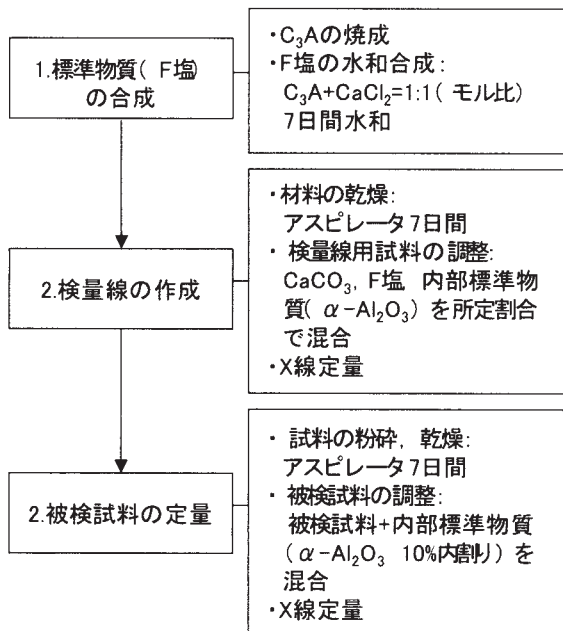 1.標準物質( F塩)
の合成
・C₃Aの焼成
・F塩の水和合成:
C₃A+CaCl₂=1:1( モル比)
7日間水和
2.検量線の作成
・材料の乾燥:
アスピレータ 7日間
・検量線用試料の調整:
CaCO₃, F塩, 内部標準物
質( α-Al₂O₃) を所定割合
で混合
・X線定量
2.被検試料の定量
・試料の粉砕, 乾燥:
アスピレータ 7日間
・被検試料の調整:
被検試料+内部標準物質
( α-Al₂O₃ 10%内割り) を
混合
・X線定量